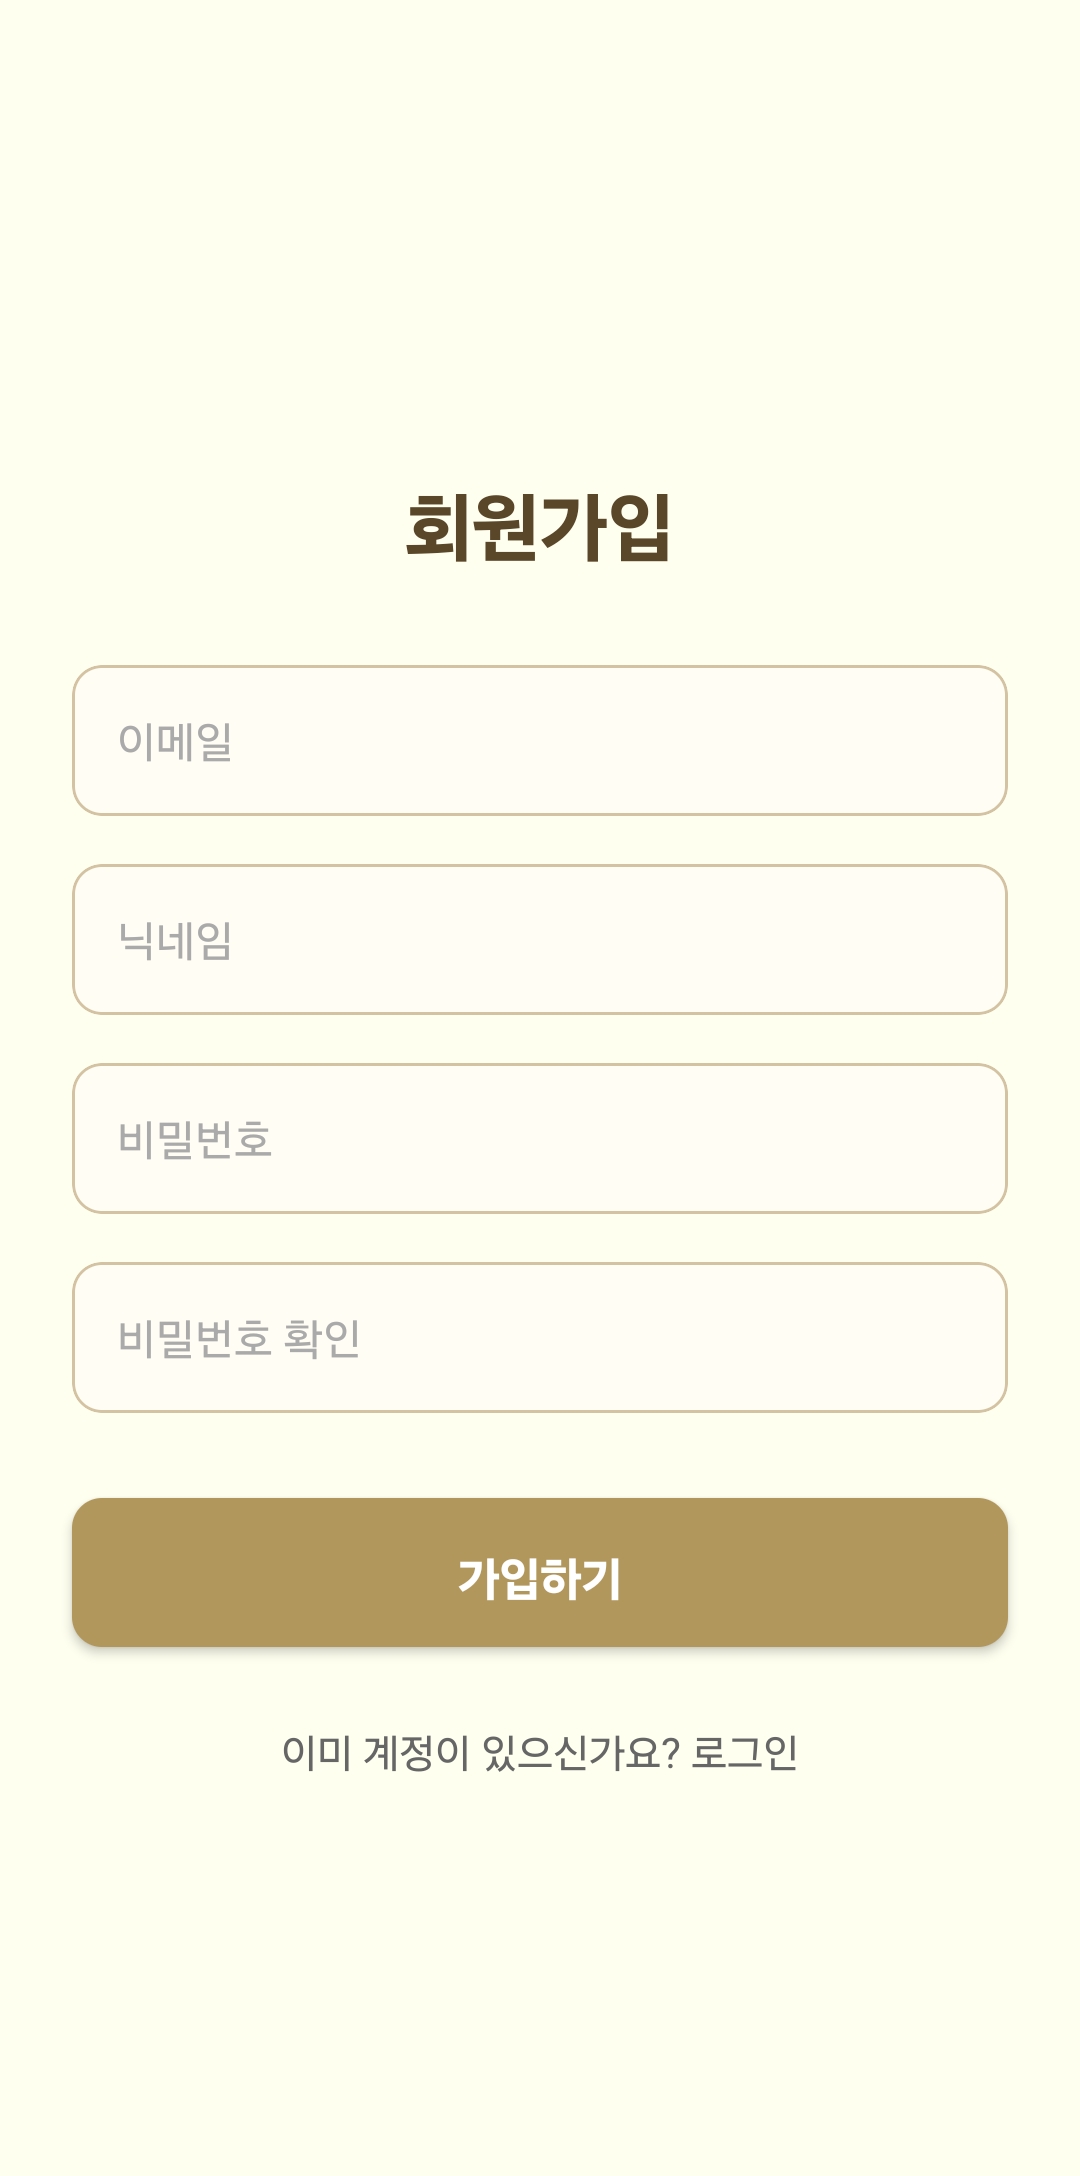 회원가입
이메일
닉네임
비밀번호
비밀번호 확인
가입하기
이미 계정이 있으신가요? 로그인